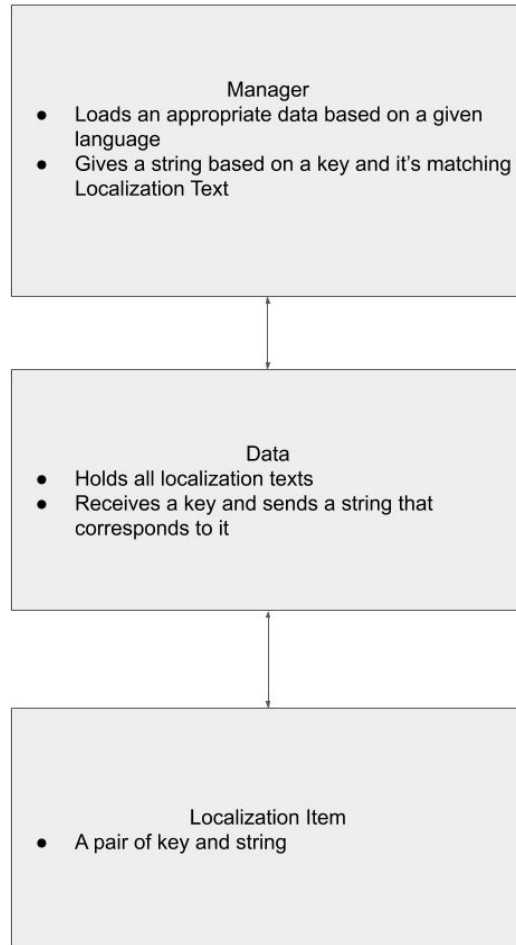 Manager
● Loads an appropriate data based on a given
language
● Gives a string based on a key and it's matching
Localization Text
Data
● Holds all localization texts
● Receives a key and sends a string that
corresponds to it
Localization Item
● A pair of key and string